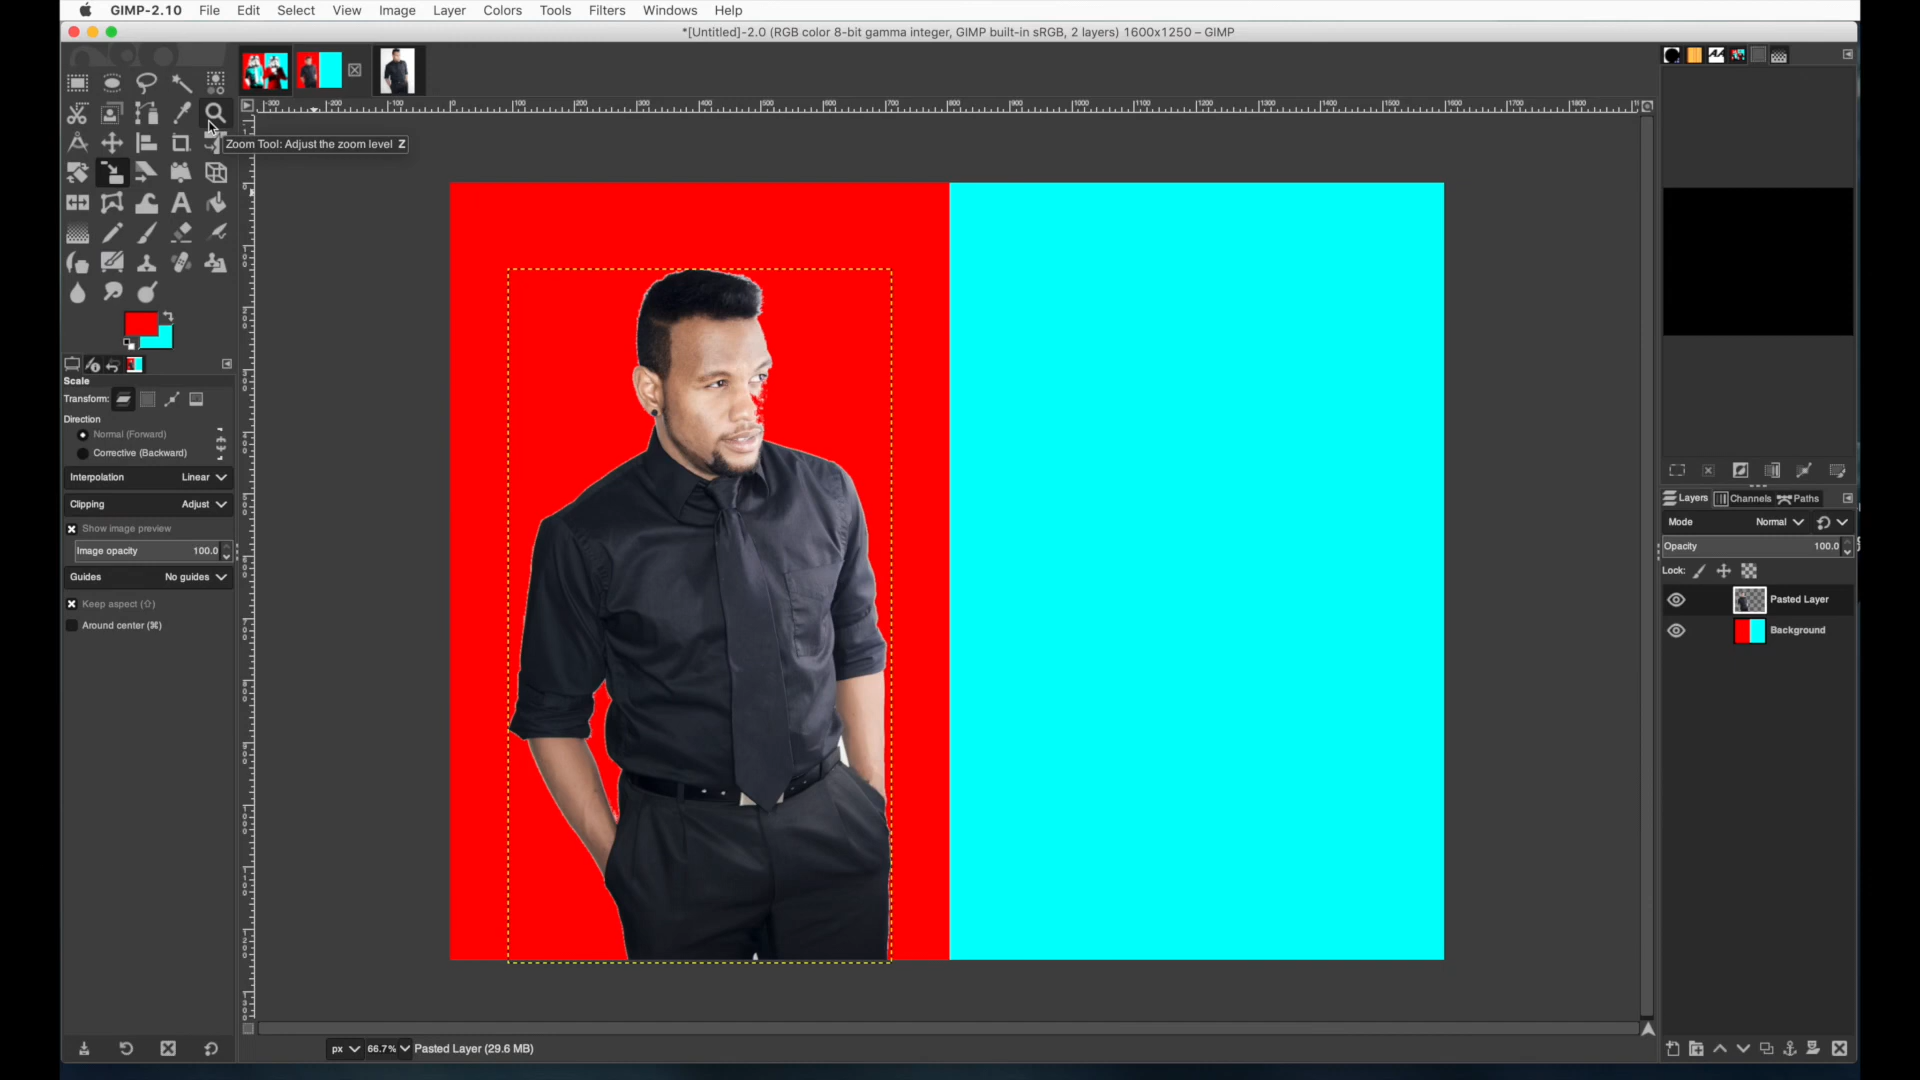 GIMP-2.10 File Edit Select View Image Layer Colors Tools Filters Windows Help
*[Untitled]-2.0 (RGB color 8-bit gamma integer, GIMP built-in sRGB, 2 layers) 1600x1250 – GIMP
Zoom Tool: Adjust the zoom level Z
Scale
Transform:
Direction
Normal (Forward)
Corrective (Backward)
Interpolation Linear
Clipping Adjust
Show image preview
Image opacity 100.0
Guides No guides
Keep aspect (⇧)
Around center (⌘)
px 66.7% Pasted Layer (29.6 MB)
Layers Channels Paths
Mode Normal
Opacity 100.0
Lock:
Pasted Layer
Background